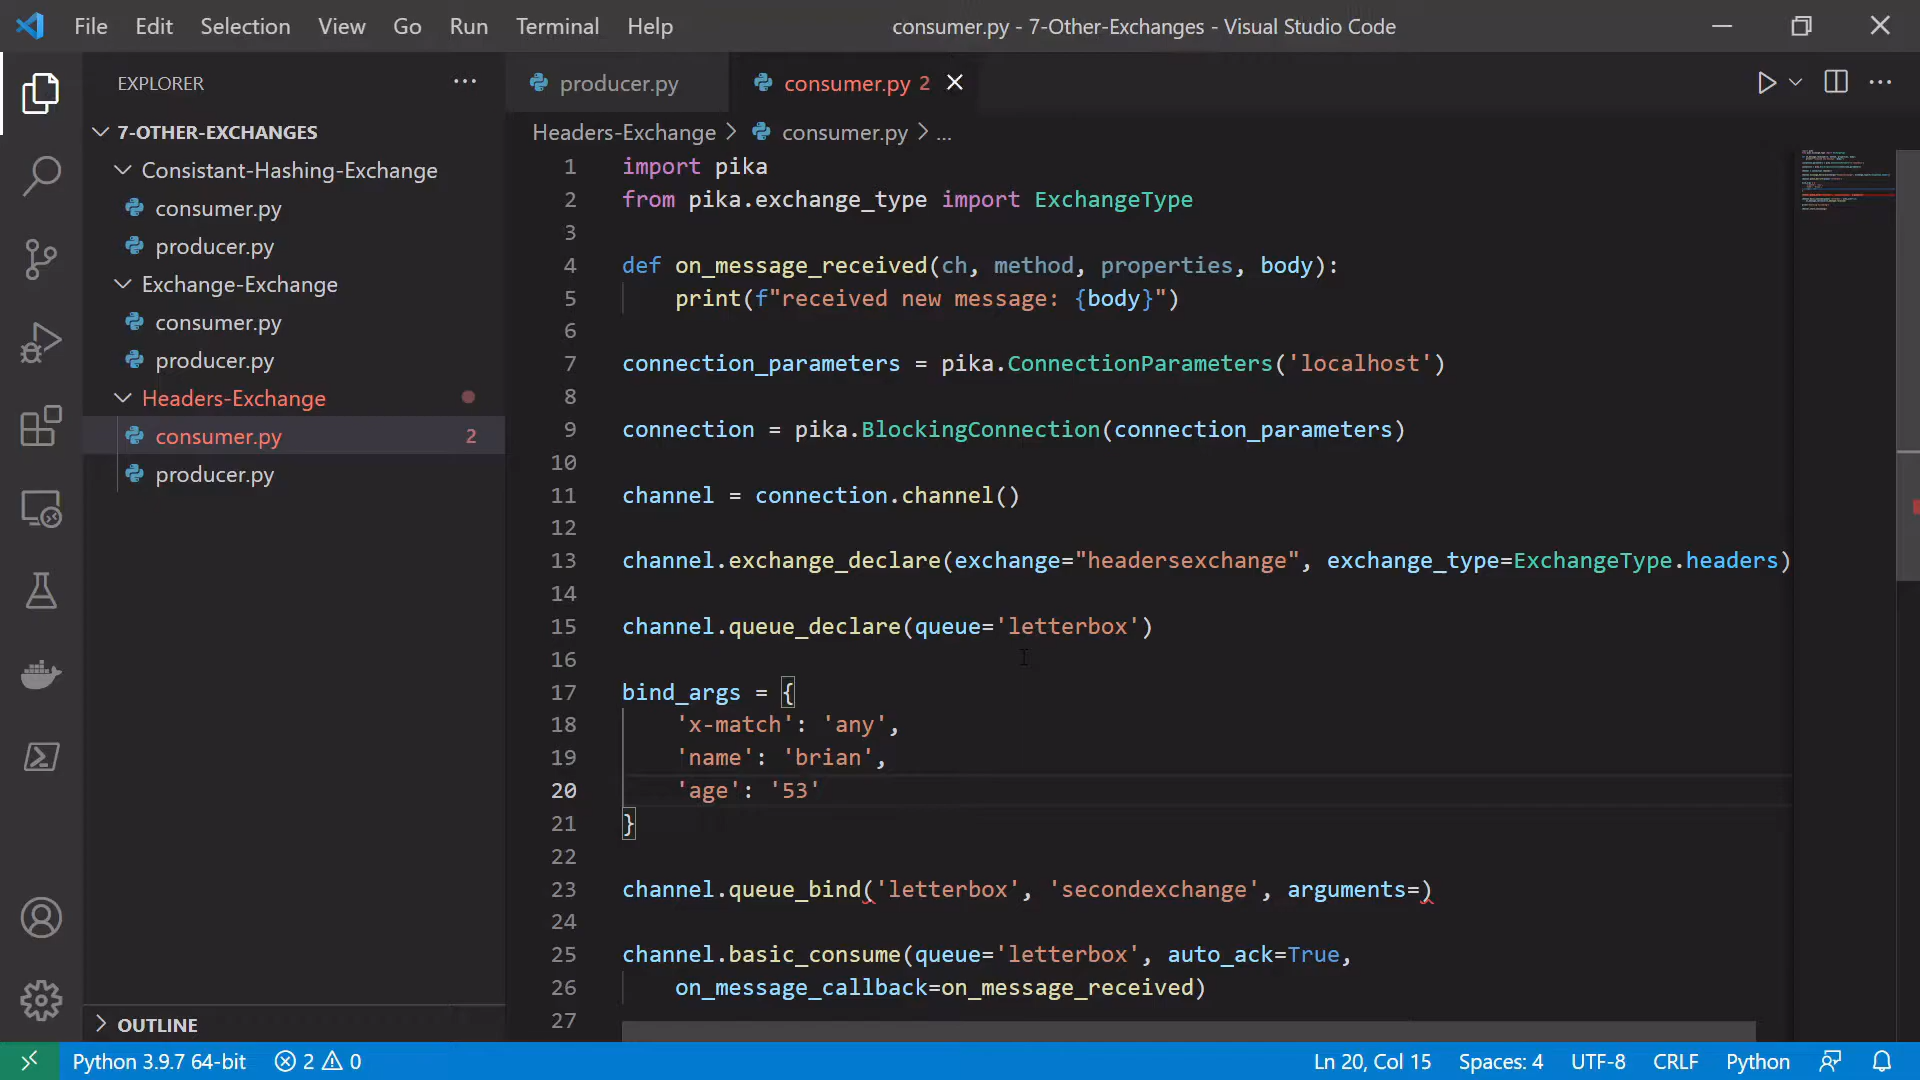 File Edit Selection View Go Run Terminal Help
consumer.py - 7-Other-Exchanges - Visual Studio Code
EXPLORER
7-OTHER-EXCHANGES
Consistant-Hashing-Exchange
consumer.py
producer.py
Exchange-Exchange
consumer.py
producer.py
Headers-Exchange
consumer.py 2
producer.py
OUTLINE
producer.py
consumer.py 2
Headers-Exchange > consumer.py > ...
1 import pika
2 from pika.exchange_type import ExchangeType
3
4 def on_message_received(ch, method, properties, body):
5 print(f"received new message: {body}")
6
7 connection_parameters = pika.ConnectionParameters('localhost')
8
9 connection = pika.BlockingConnection(connection_parameters)
10
11 channel = connection.channel()
12
13 channel.exchange_declare(exchange="headersexchange", exchange_type=ExchangeType.headers)
14
15 channel.queue_declare(queue='letterbox')
16
17 bind_args = {
18 'x-match': 'any',
19 'name': 'brian',
20 'age': '53'
21 }
22
23 channel.queue_bind('letterbox', 'secondexchange', arguments=)
24
25 channel.basic_consume(queue='letterbox', auto_ack=True,
26 on_message_callback=on_message_received)
27
Python 3.9.7 64-bit 2 0
Ln 20, Col 15 Spaces: 4 UTF-8 CRLF Python